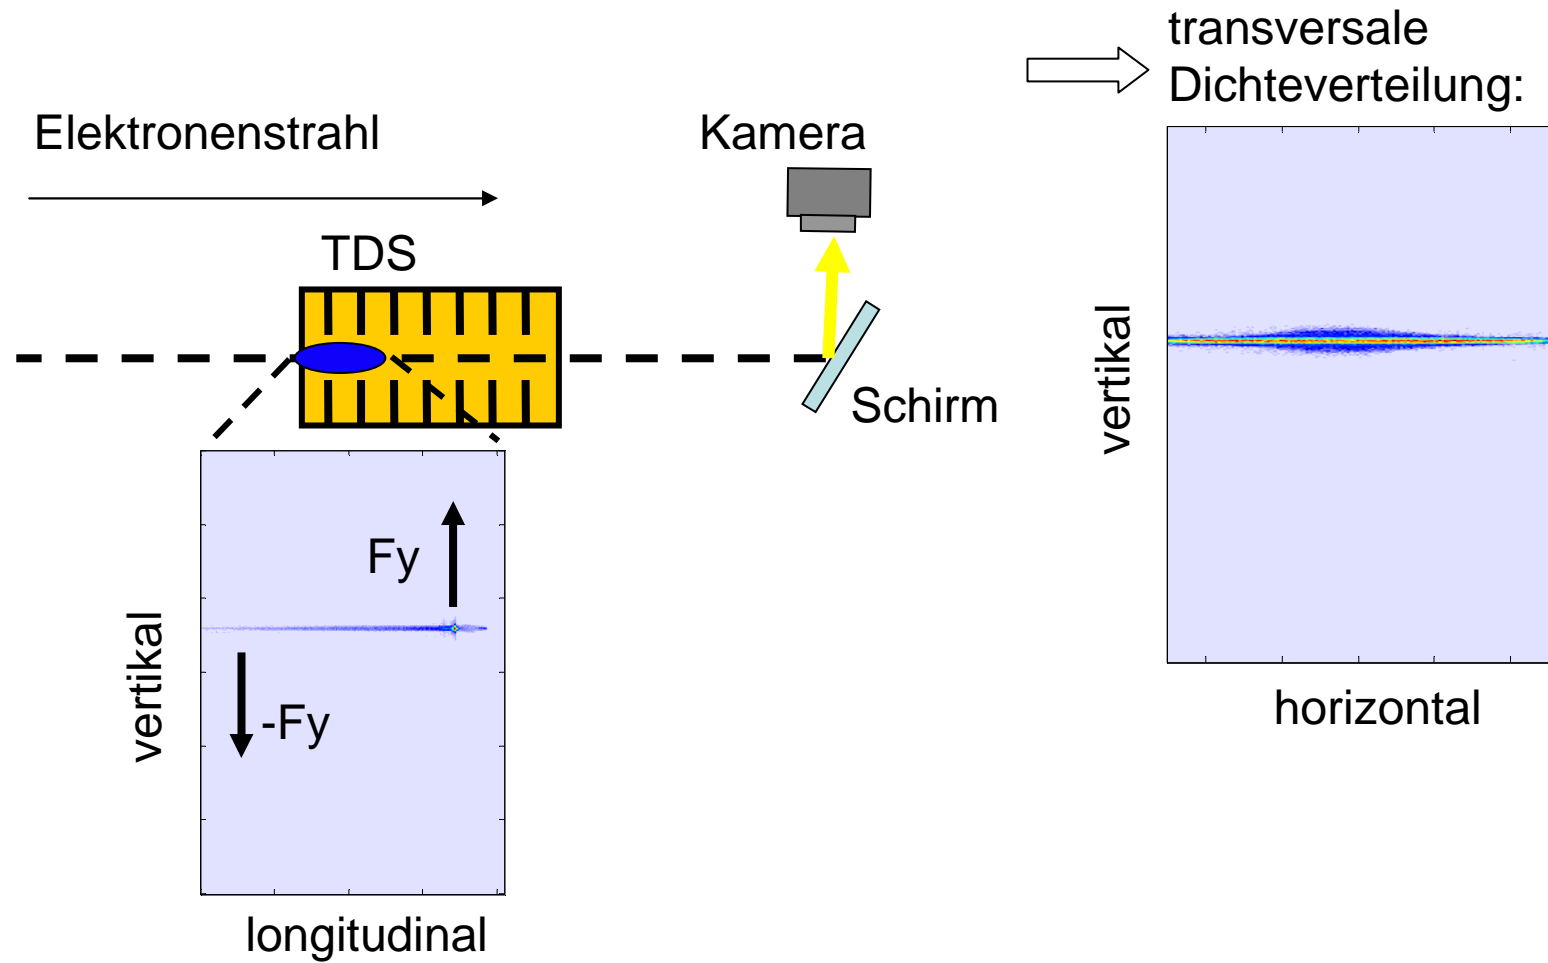 transversale
Dichteverteilung:
Elektronenstrahl
Kamera
TDS
Schirm
vertikal
horizontal
Fy
-Fy
vertikal
longitudinal